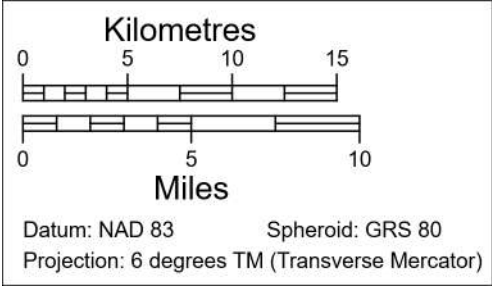 Kilometres
0 5 10 15
0 5 10
Miles
Datum: NAD 83 Spheroid: GRS 80
Projection: 6 degrees TM (Transverse Mercator)